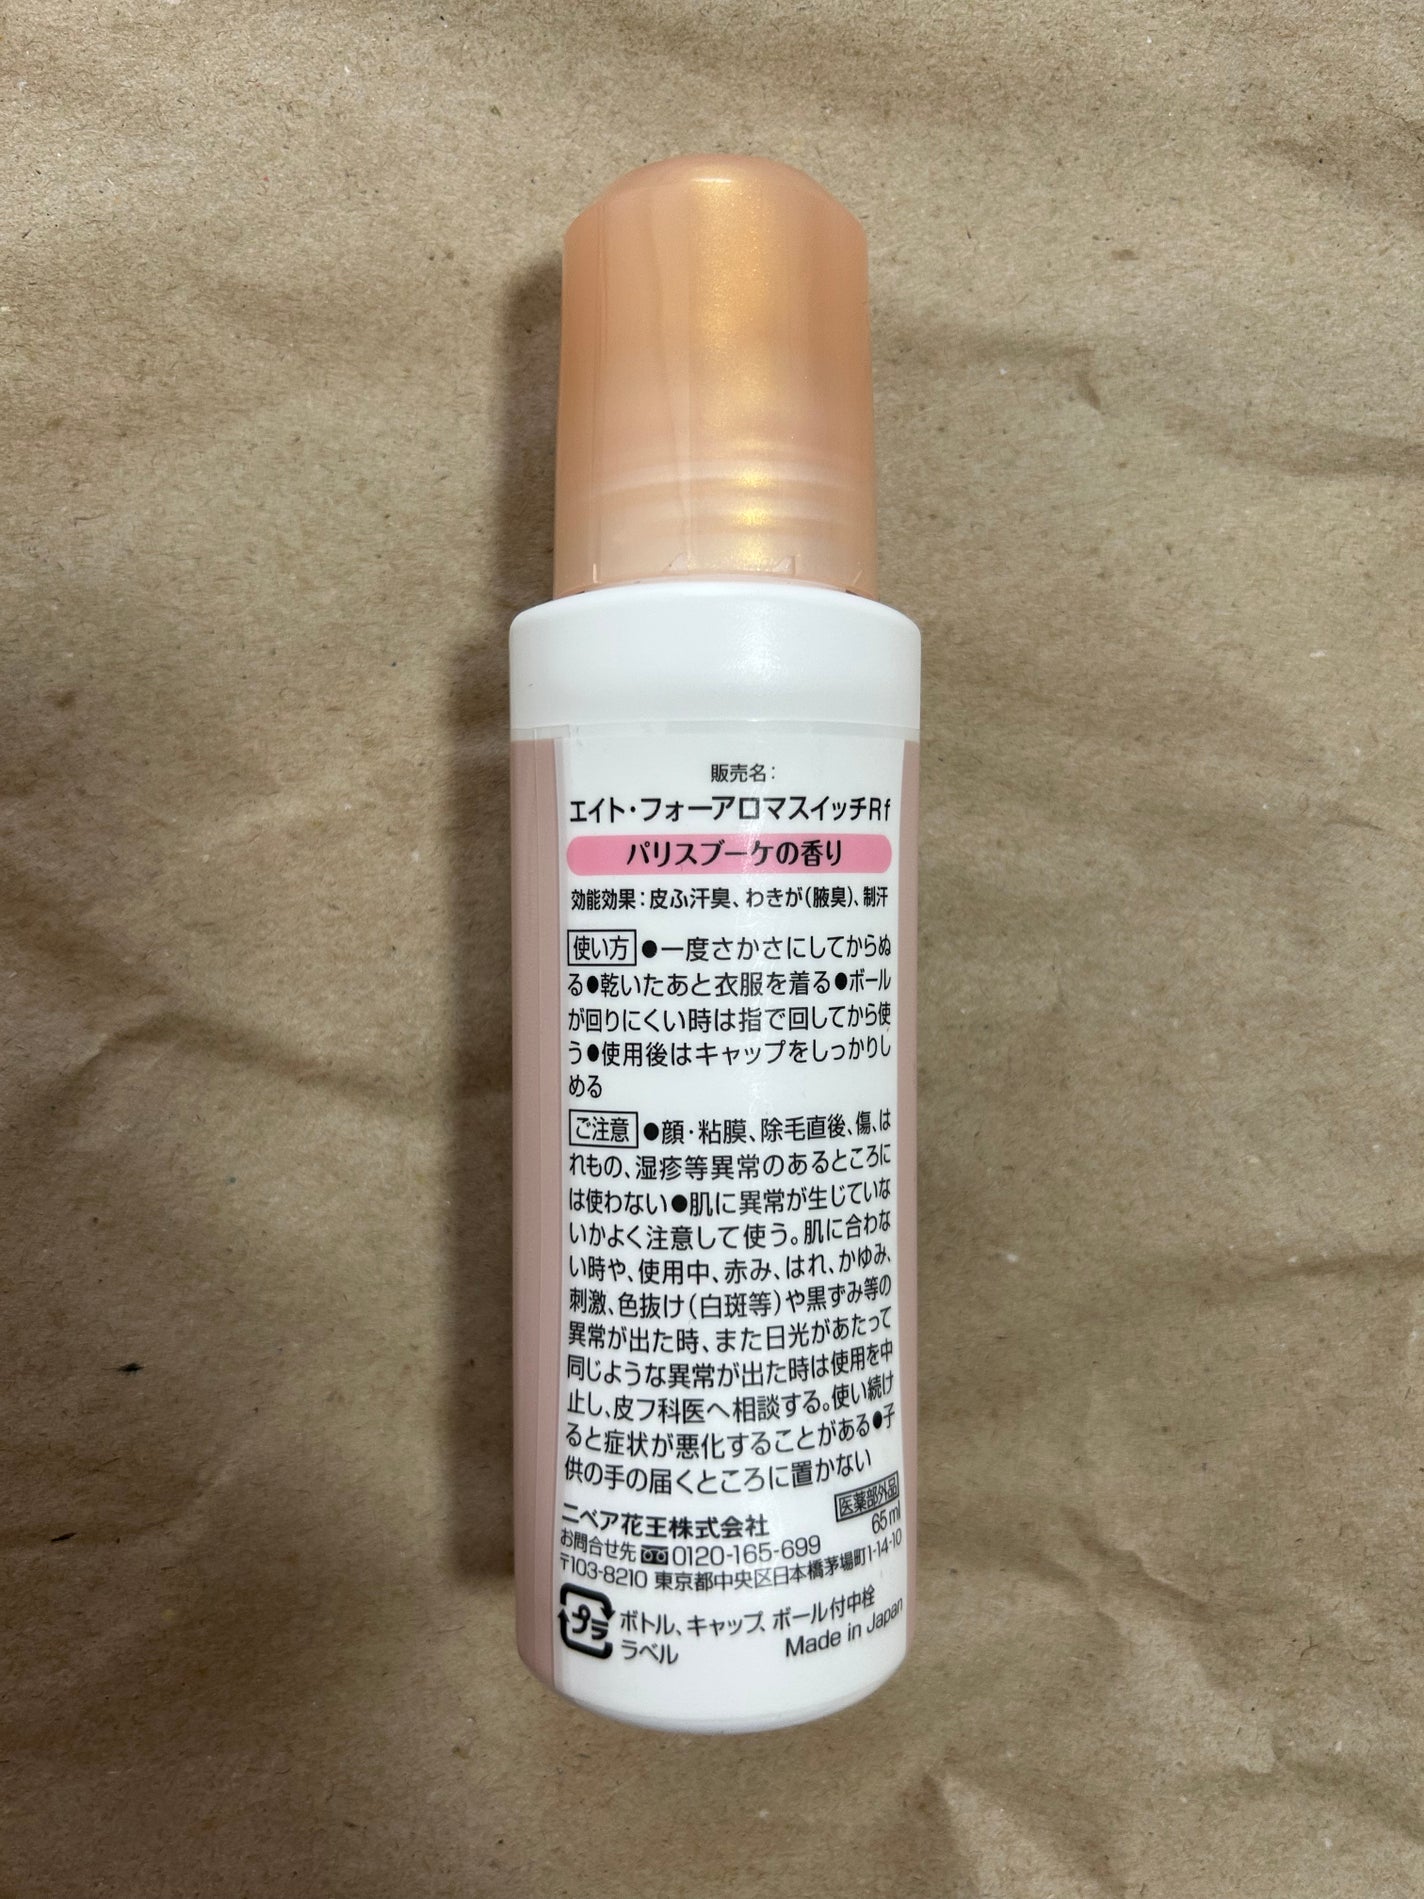 販売名：
エイト・フォーアロマスイッチRf
パリスブーケの香り
効能効果：皮ふ汗臭、わきが(腋臭)、制汗
使い方 ●一度さかさにしてからぬ
る●乾いたあと衣服を着る●ボール
が回りにくい時は指で回してから使
う●使用後はキャップをしっかりし
める
ご注意 ●顔・粘膜、除毛直後、傷、は
れもの、湿疹等異常のあるところに
は使わない●肌に異常が生じていな
いかよく注意して使う。肌に合わな
い時や、使用中、赤み、はれ、かゆみ、
刺激、色抜け(白斑等)や黒ずみ等の
異常が出た時、また日光があたって
同じような異常が出た時は使用を中
止し、皮フ科医へ相談する。使い続け
ると症状が悪化することがある●子
供の手の届くところに置かない
医薬部外品
ニベア花王株式会社
65ml
お問合せ先 0120-165-699
〒103-8210 東京都中央区日本橋茅場町1-14-10
プラ
ボトル、キャップ、ボール付中栓
ラベル
Made in Japan